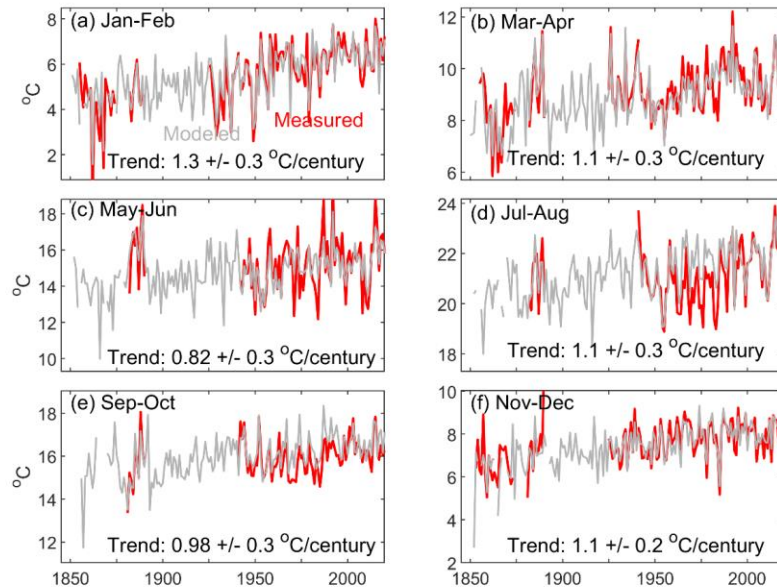 (a) Jan-Feb
(b) Mar-Apr
8
6
4
2
°C
Modeled
Measured
Trend: 1.3 +/- 0.3 °C/century
12
10
8
6
Trend: 1.1 +/- 0.3 °C/century
(c) May-Jun
(d) Jul-Aug
18
16
14
12
10
°C
Trend: 0.82 +/- 0.3 °C/century
24
22
20
18
Trend: 1.1 +/- 0.3 °C/century
(e) Sep-Oct
(f) Nov-Dec
18
16
14
12
°C
Trend: 0.98 +/- 0.3 °C/century
1850 1900 1950 2000
10
8
6
4
2
Trend: 1.1 +/- 0.2 °C/century
1850 1900 1950 2000